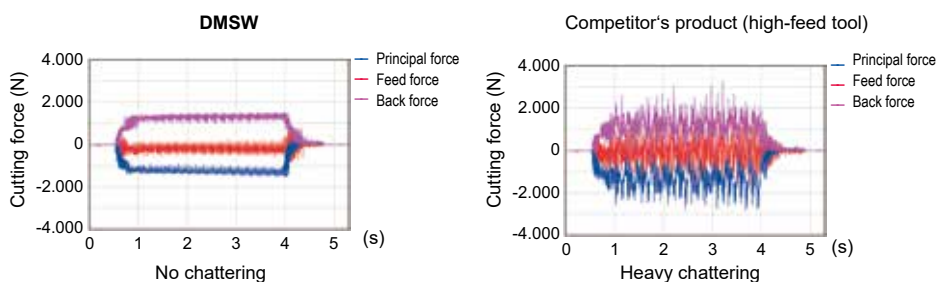 DMSW
Cutting force (N)
4.000
2.000
0
-2.000
-4.000
0 1 2 3 4 5 (s)
Principal force
Feed force
Back force
No chattering
Competitor‘s product (high-feed tool)
Cutting force (N)
4.000
2.000
0
-2.000
-4.000
0 1 2 3 4 5 (s)
Principal force
Feed force
Back force
Heavy chattering